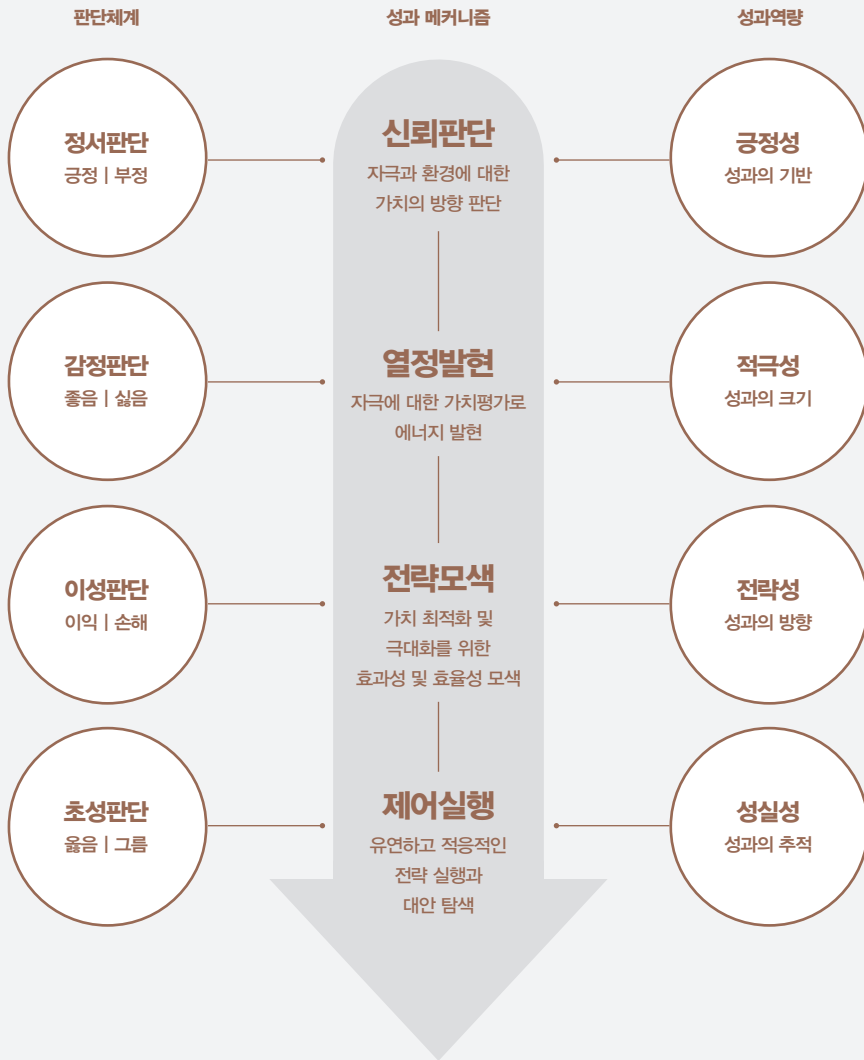 판단체계
성과 메커니즘
성과역량
정서판단
긍정 | 부정
신뢰판단
자극과 환경에 대한
가치의 방향 판단
긍정성
성과의 기반
감정판단
좋음 | 싫음
열정발현
자극에 대한 가치평가로
에너지 발현
적극성
성과의 크기
이성판단
이익 | 손해
전략모색
가치 최적화 및
극대화를 위한
효과성 및 효율성 모색
전략성
성과의 방향
초성판단
옳음 | 그름
제어실행
유연하고 적응적인
전략 실행과
대안 탐색
성실성
성과의 추적